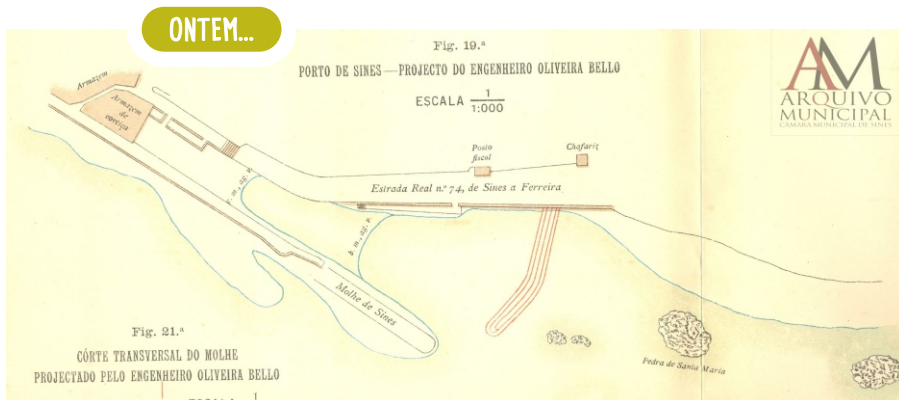 ONTEM...
Fig. 19.ª
PORTO DE SINES—PROJECTO DO ENGENHEIRO OLIVEIRA BELLO
ESCALA 1
1:000
AM
ARQUIVO
MUNICIPAL
CÂMARA MUNICIPAL DE SINES
Armazem
Armazem
de
cortiça
Posto
fiscal
Chafariz
Estrada Real n.º 74, de Sines a Ferreira
b. m., ag. v.
Molhe de Sines
Pedra de Santa Maria
Fig. 21.ª
CÓRTE TRANSVERSAL DO MOLHE
PROJECTADO PELO ENGENHEIRO OLIVEIRA BELLO